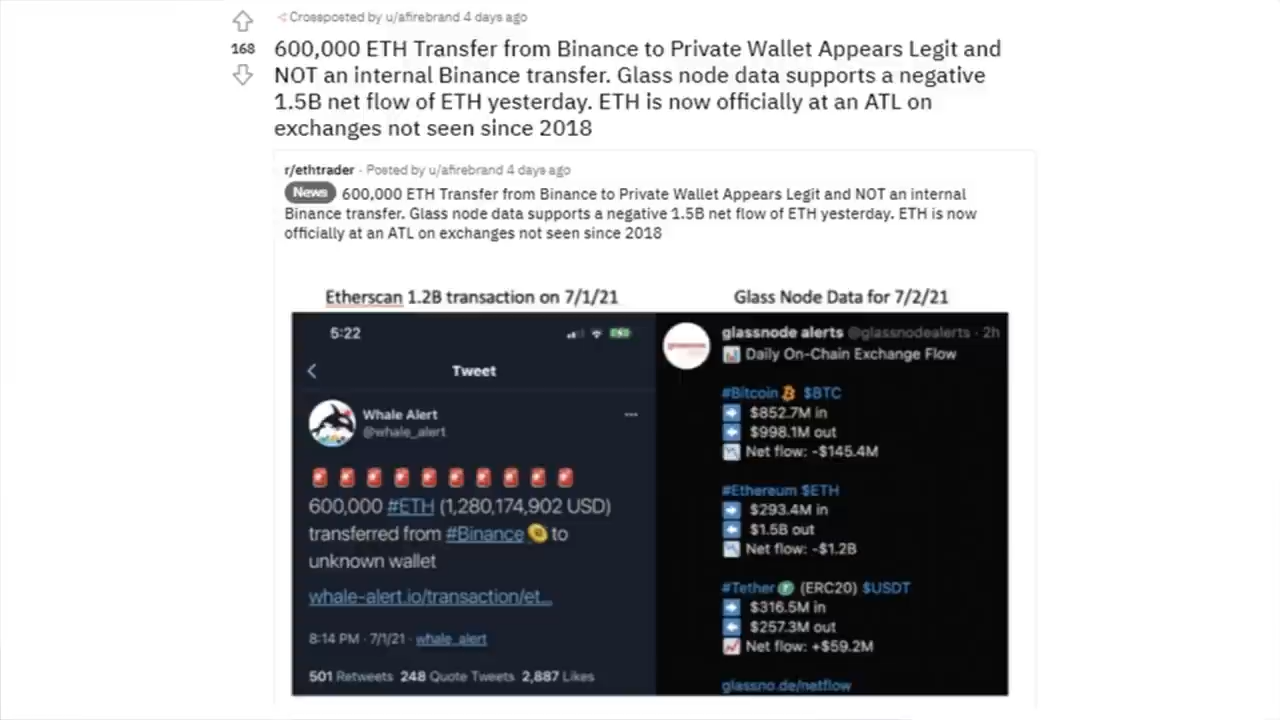 Crossposted by u/afirebrand 4 days ago
168
600,000 ETH Transfer from Binance to Private Wallet Appears Legit and
NOT an internal Binance transfer. Glass node data supports a negative
1.5B net flow of ETH yesterday. ETH is now officially at an ATL on
exchanges not seen since 2018
r/ethtrader · Posted by u/afirebrand 4 days ago
News 600,000 ETH Transfer from Binance to Private Wallet Appears Legit and NOT an internal
Binance transfer. Glass node data supports a negative 1.5B net flow of ETH yesterday. ETH is now
officially at an ATL on exchanges not seen since 2018
Etherscan 1.2B transaction on 7/1/21
5:22
Tweet
Whale Alert
@whale_alert
600,000 #ETH (1,280,174,902 USD)
transferred from #Binance to
unknown wallet
whale-alert.io/transaction/et...
8:14 PM · 7/1/21 · whale_alert
501 Retweets 248 Quote Tweets 2,887 Likes
Glass Node Data for 7/2/21
glassnode alerts @glassnodealerts · 2h
Daily On-Chain Exchange Flow
#Bitcoin $BTC
$852.7M in
$998.1M out
Net flow: -$145.4M
#Ethereum $ETH
$293.4M in
$1.5B out
Net flow: -$1.2B
#Tether (ERC20) $USDT
$316.5M in
$257.3M out
Net flow: +$59.2M
glassno.de/netflow